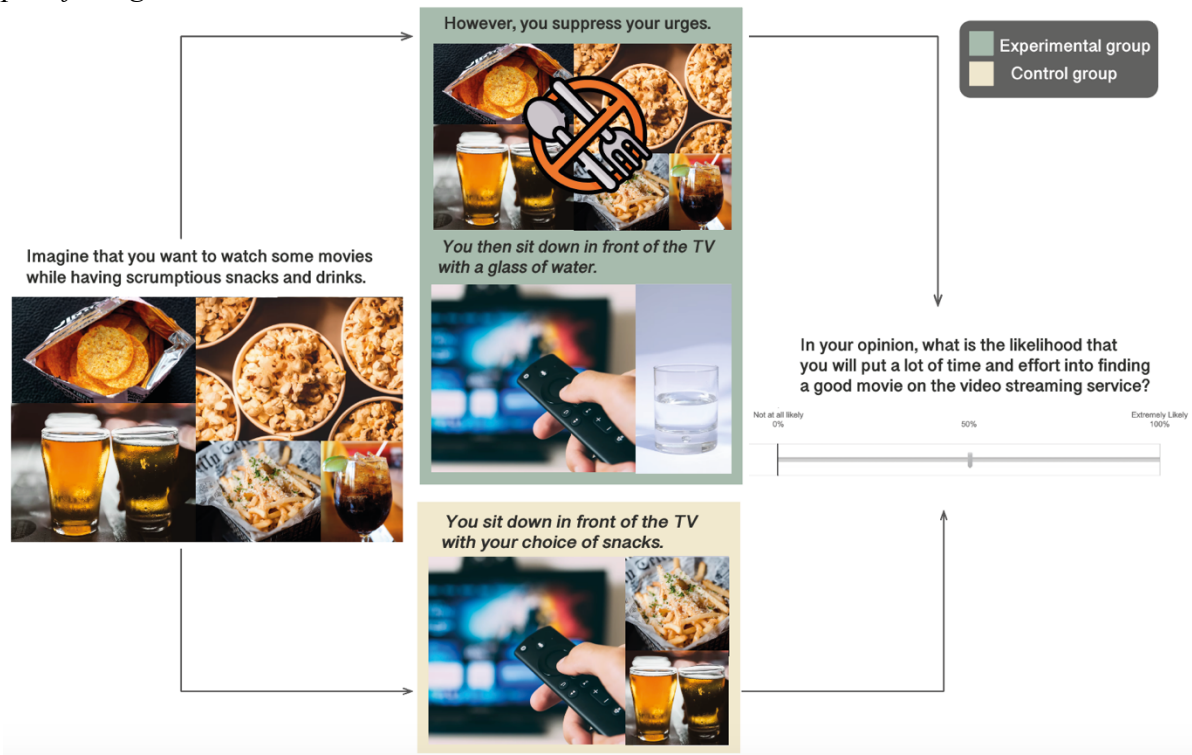 However, you suppress your urges.
Experimental group
Control group
You then sit down in front of the TV
with a glass of water.
Imagine that you want to watch some movies
while having scrumptious snacks and drinks.
In your opinion, what is the likelihood that
you will put a lot of time and effort into finding
a good movie on the video streaming service?
Not at all likely
0%
50%
Extremely Likely
100%
You sit down in front of the TV
with your choice of snacks.